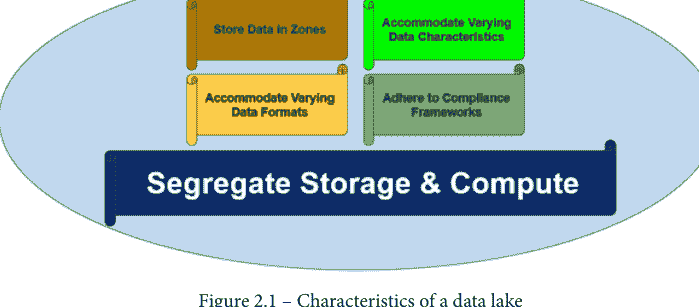 Store Data in Zones
Accommodate Varying
Data Characteristics
Accommodate Varying
Data Formats
Adhere to Compliance
Frameworks
Segregate Storage & Compute
Figure 2.1 – Characteristics of a data lake